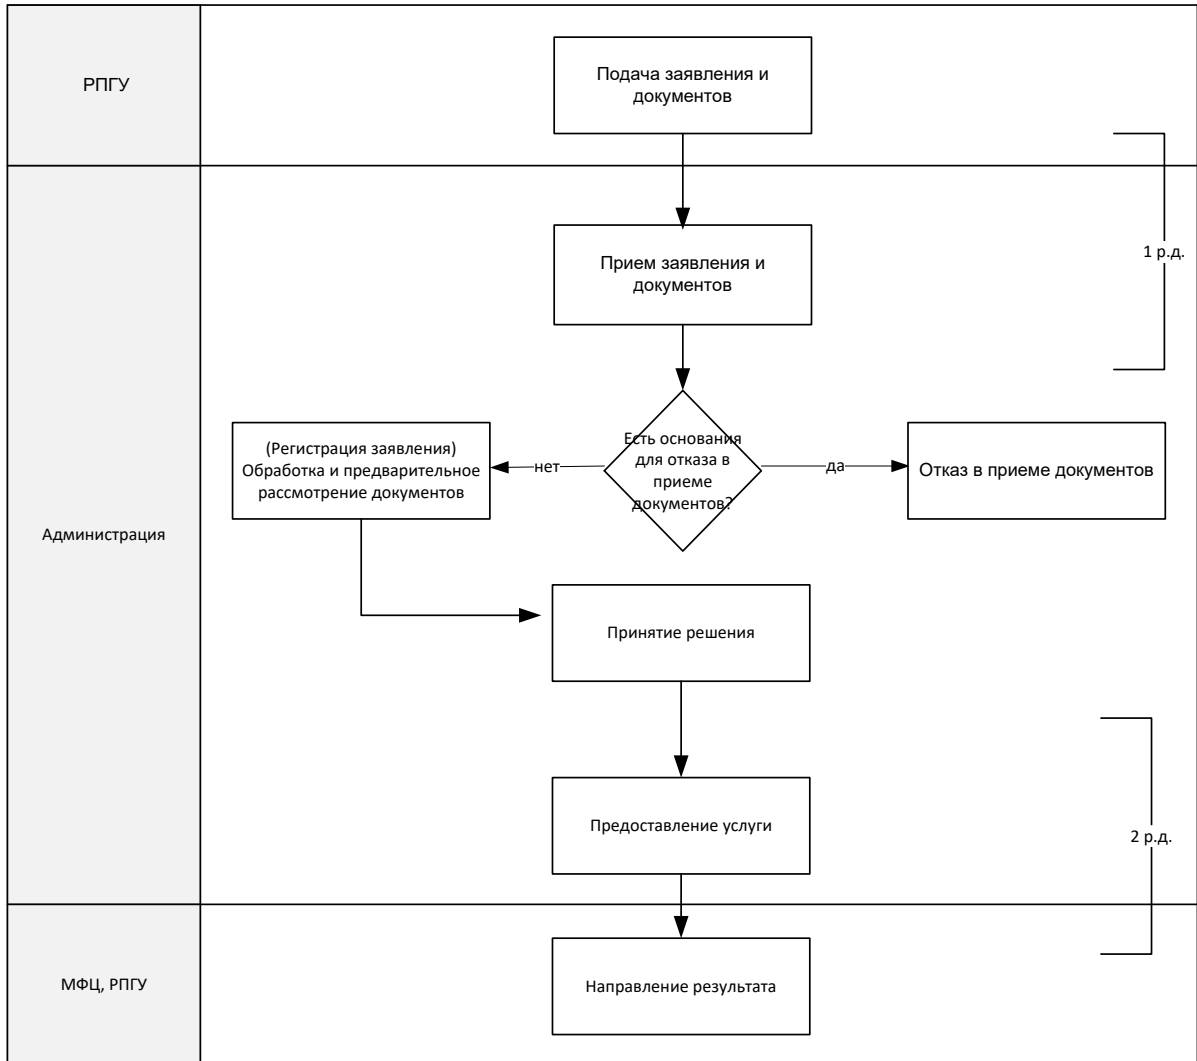 РПГУ
Подача заявления и
документов
1 р.д.
Прием заявления и
документов
Администрация
(Регистрация заявления)
Обработка и предварительное
рассмотрение документов
нет
Есть основания
для отказа в
приеме
документов?
да
Отказ в приеме документов
Принятие решения
Предоставление услуги
2 р.д.
МФЦ, РПГУ
Направление результата